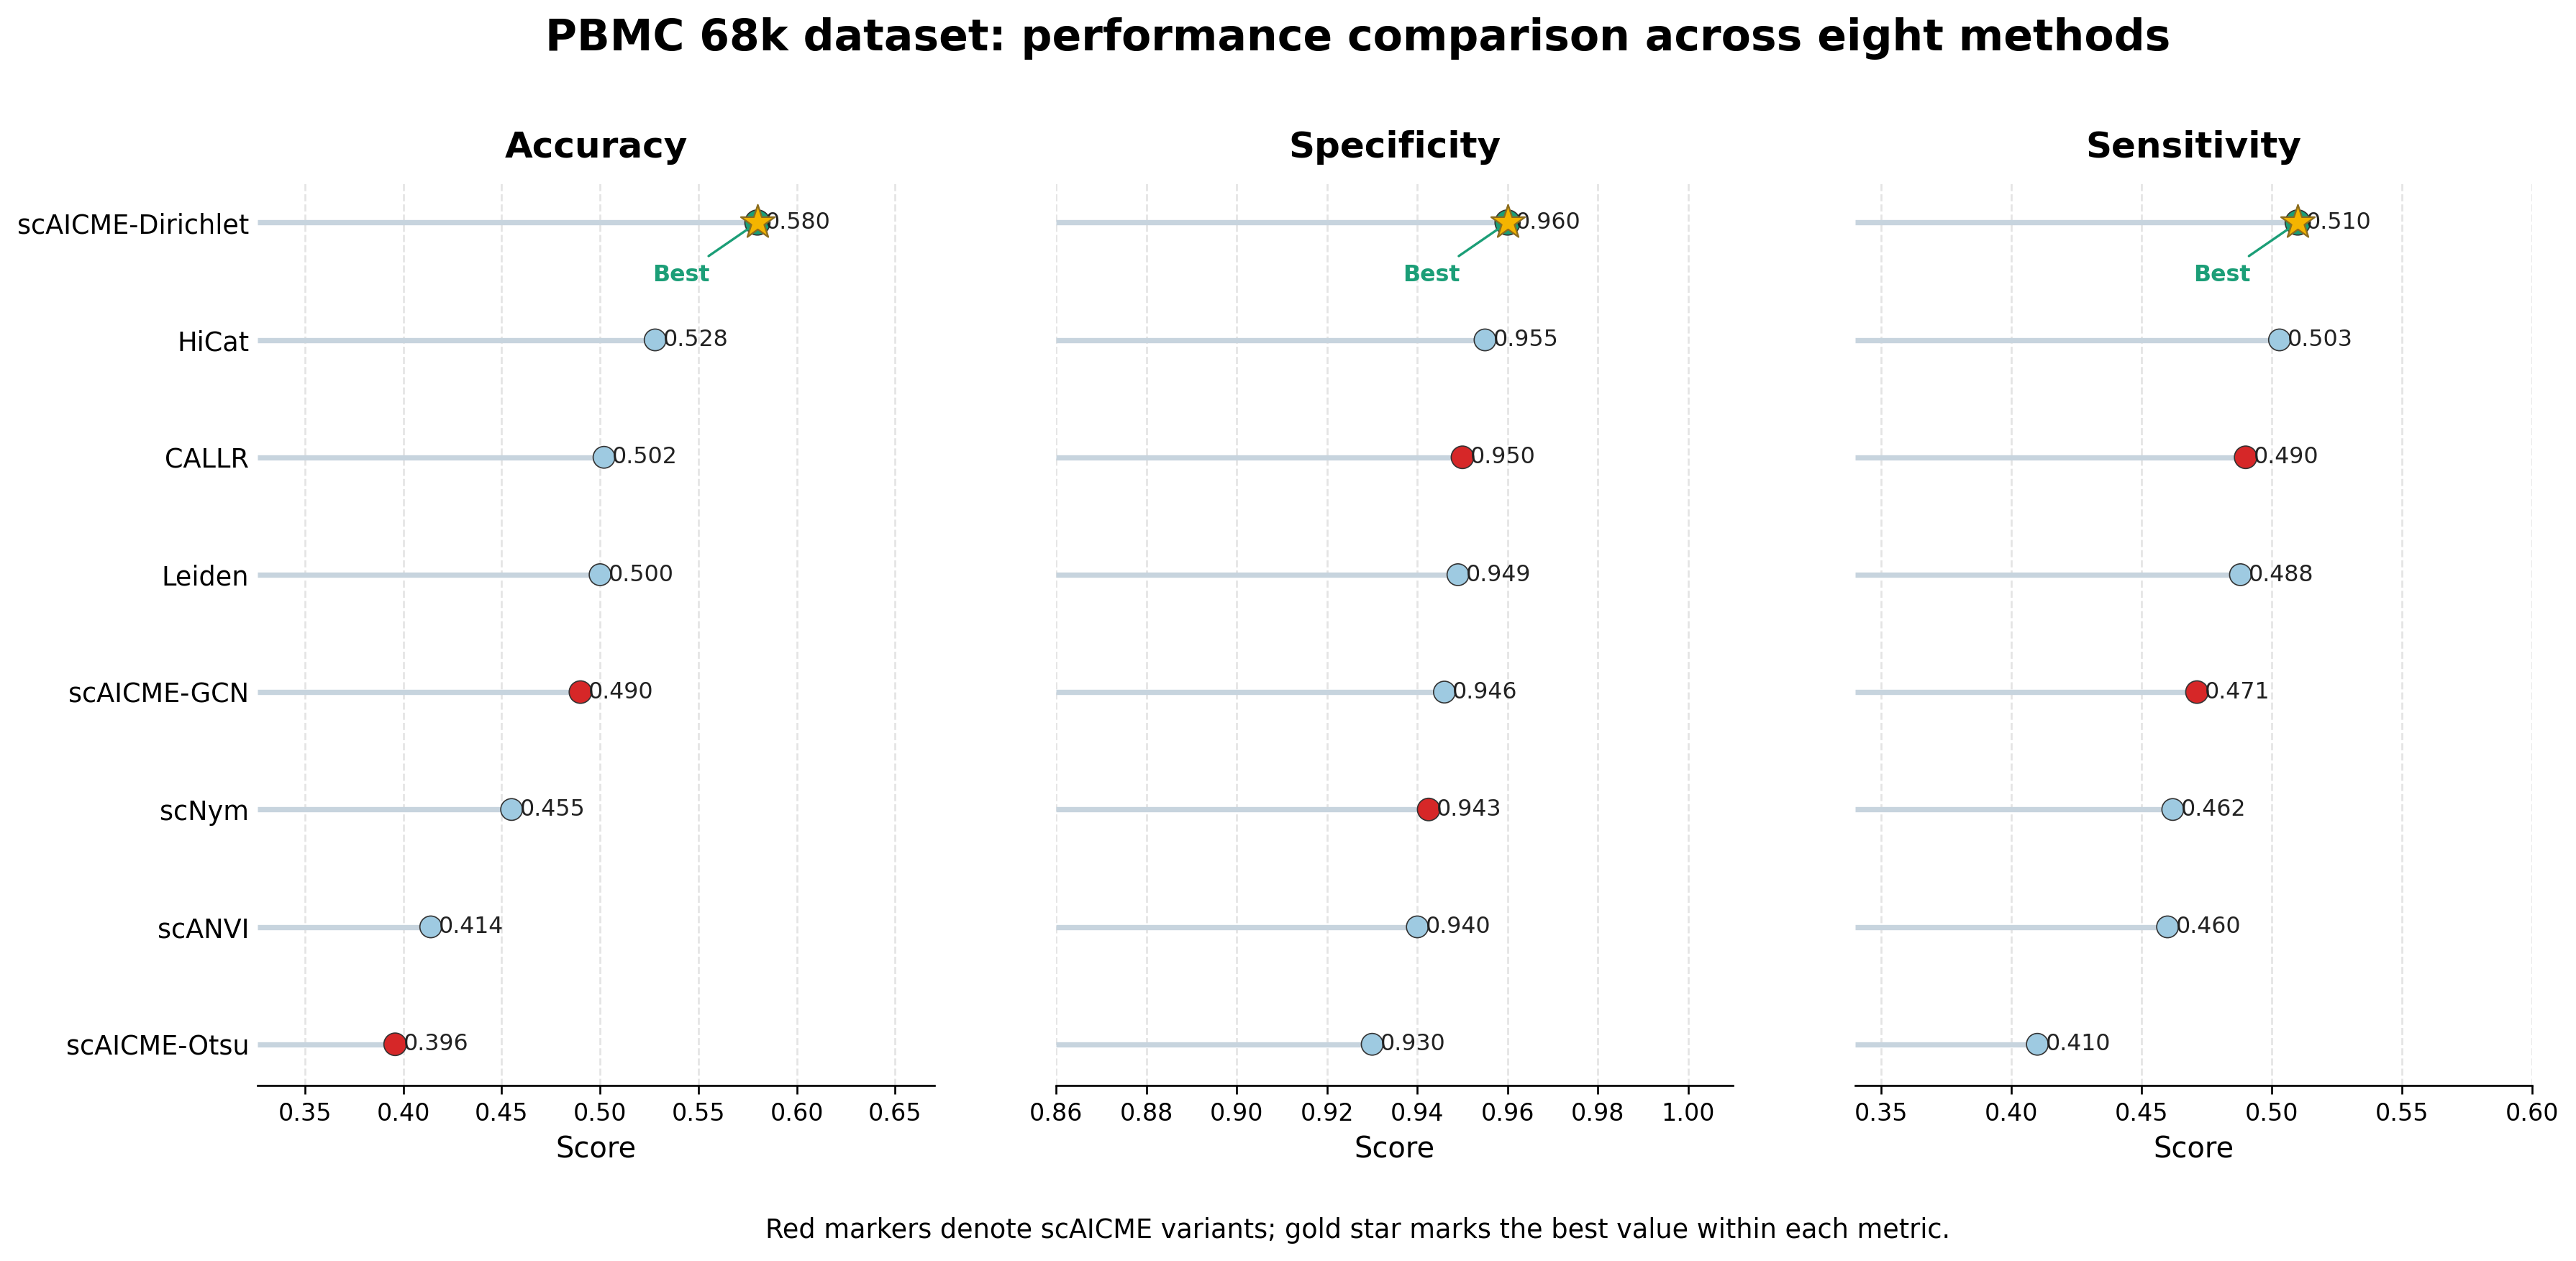 PBMC 68k dataset: performance comparison across eight methods
Accuracy
Specificity
Sensitivity
scAICME-Dirichlet
0.580
0.960
0.510
Best
Best
Best
HiCat
0.528
0.955
0.503
CALLR
0.502
0.950
0.490
Leiden
0.500
0.949
0.488
scAICME-GCN
0.490
0.946
0.471
scNym
0.455
0.943
0.462
scANVI
0.414
0.940
0.460
scAICME-Otsu
0.396
0.930
0.410
0.35 0.40 0.45 0.50 0.55 0.60 0.65
0.86 0.88 0.90 0.92 0.94 0.96 0.98 1.00
0.35 0.40 0.45 0.50 0.55 0.60
Score
Score
Score
Red markers denote scAICME variants; gold star marks the best value within each metric.